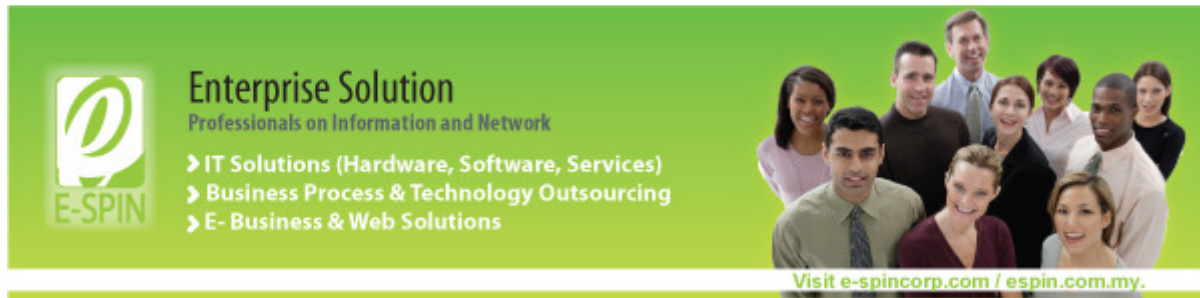 E-SPIN
Enterprise Solution
Professionals on Information and Network
IT Solutions (Hardware, Software, Services)
Business Process & Technology Outsourcing
E- Business & Web Solutions
Visit e-spincorp.com / espin.com.my.